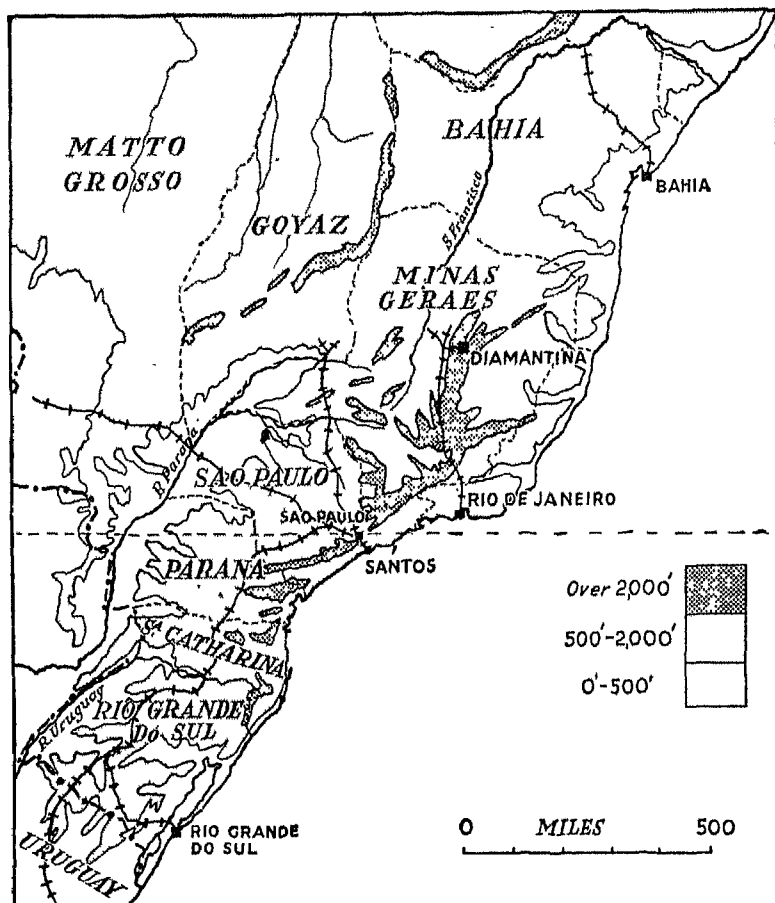 MATTO
GROSSO
GOYAZ
BAHIA
BAHIA
S. Francisco
MINAS
GERAES
DIAMANTINA
R. Paraná
SAO PAULO
SAO PAULO
RIO DE JANEIRO
SANTOS
PARANA
Sᴬ. CATHARINA
R. Uruguay
RIO GRANDE
DO SUL
RIO GRANDE
DO SUL
URUGUAY
Over 2,000'
500'-2,000'
0'-500'
0 MILES 500